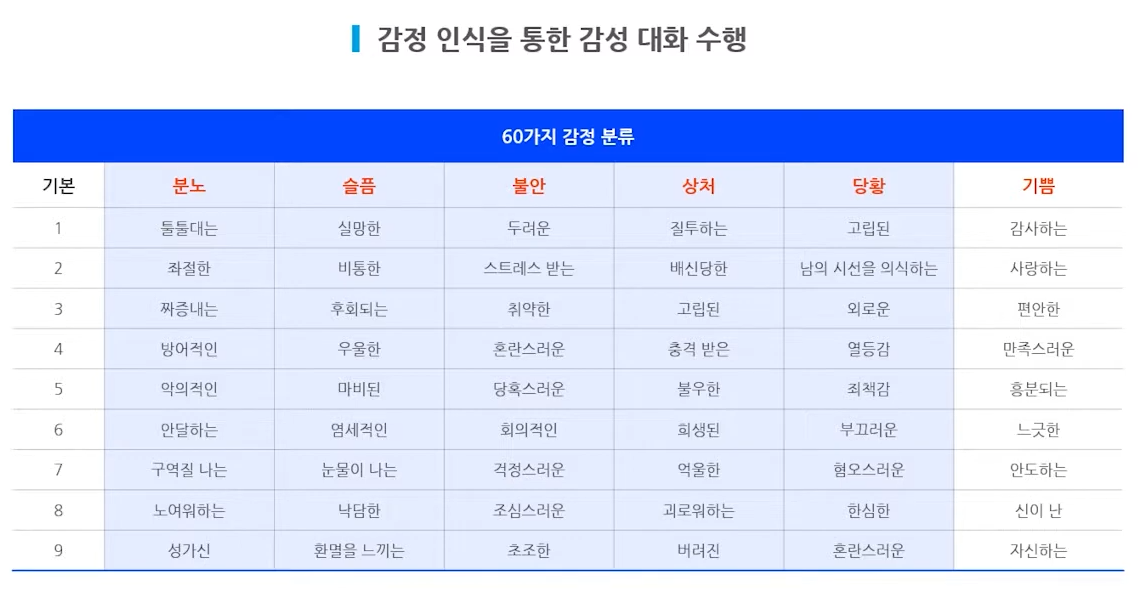 감정 인식을 통한 감성 대화 수행
60가지 감정 분류
기본 분노 슬픔 불안 상처 당황 기쁨
1 툴툴대는 실망한 두려운 질투하는 고립된 감사하는
2 좌절한 비통한 스트레스 받는 배신당한 남의 시선을 의식하는 사랑하는
3 짜증내는 후회되는 취약한 고립된 외로운 편안한
4 방어적인 우울한 혼란스러운 충격 받은 열등감 만족스러운
5 악의적인 마비된 당혹스러운 불우한 죄책감 흥분되는
6 안달하는 염세적인 회의적인 희생된 부끄러운 느긋한
7 구역질 나는 눈물이 나는 걱정스러운 억울한 혐오스러운 안도하는
8 노여워하는 낙담한 조심스러운 괴로워하는 한심한 신이 난
9 성가신 환멸을 느끼는 초조한 버려진 혼란스러운 자신하는